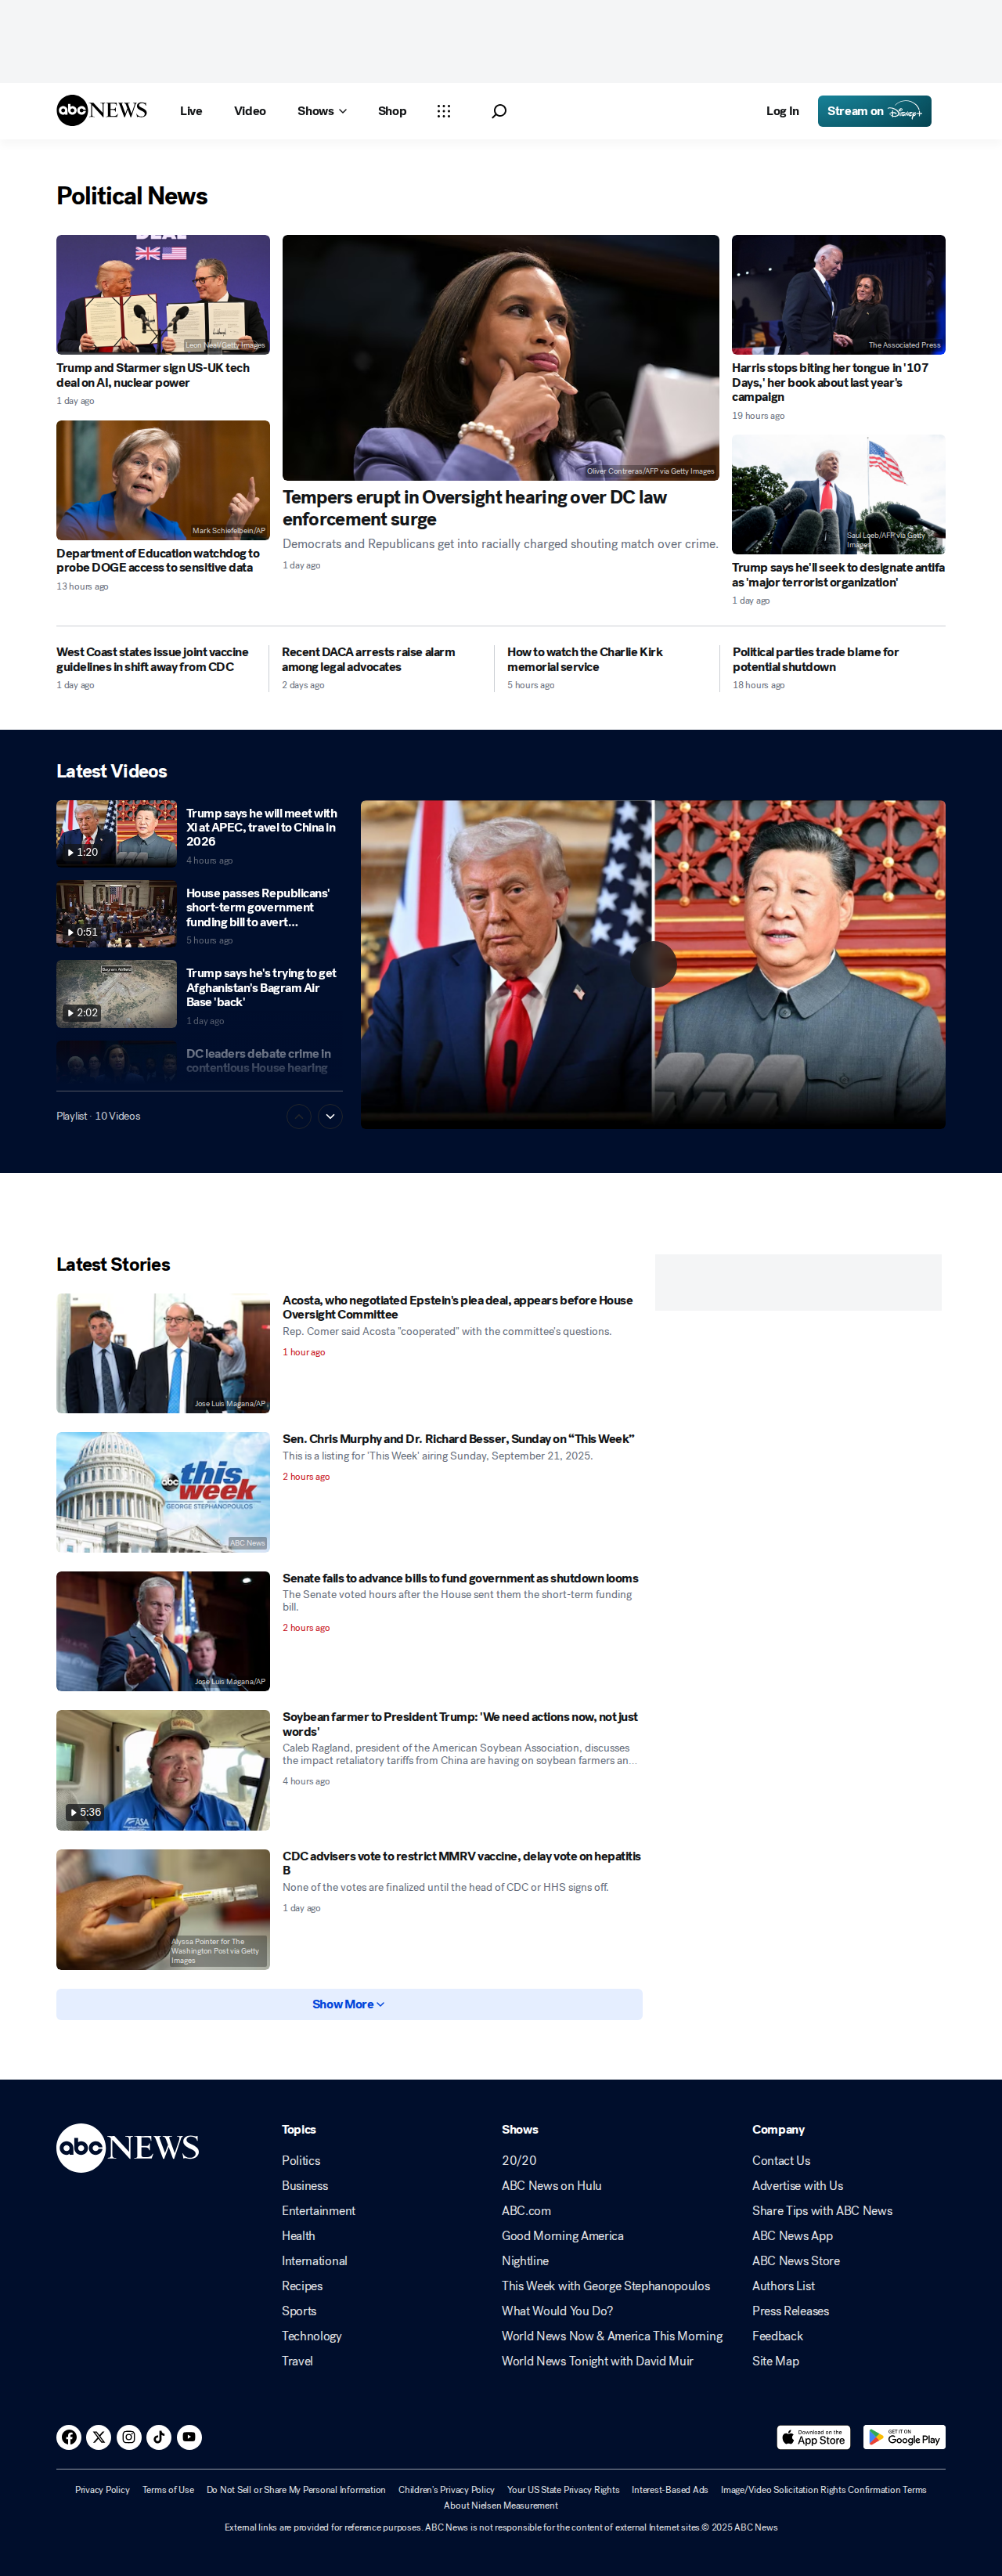 abc NEWS
Live
Video
Shows
Shop
Log In
Stream on Disney+
Political News
DEAL
Leon Neal/Getty Images
Trump and Starmer sign US-UK tech
deal on AI, nuclear power
1 day ago
Mark Schiefelbein/AP
Department of Education watchdog to
probe DOGE access to sensitive data
13 hours ago
Oliver Contreras/AFP via Getty Images
Tempers erupt in Oversight hearing over DC law
enforcement surge
Democrats and Republicans get into racially charged shouting match over crime.
1 day ago
The Associated Press
Harris stops biting her tongue in '107
Days,' her book about last year's
campaign
19 hours ago
Saul Loeb/AFP via Getty
Images
Trump says he'll seek to designate antifa
as 'major terrorist organization'
1 day ago
West Coast states issue joint vaccine
guidelines in shift away from CDC
1 day ago
Recent DACA arrests raise alarm
among legal advocates
2 days ago
How to watch the Charlie Kirk
memorial service
5 hours ago
Political parties trade blame for
potential shutdown
18 hours ago
Latest Videos
1:20
Trump says he will meet with
Xi at APEC, travel to China in
2026
4 hours ago
0:51
House passes Republicans'
short-term government
funding bill to avert...
5 hours ago
Bagram Airfield
2:02
Trump says he's trying to get
Afghanistan's Bagram Air
Base 'back'
1 day ago
DC leaders debate crime in
contentious House hearing
Playlist · 10 Videos
Latest Stories
Jose Luis Magana/AP
Acosta, who negotiated Epstein's plea deal, appears before House
Oversight Committee
Rep. Comer said Acosta "cooperated" with the committee's questions.
1 hour ago
abc this week
WITH GEORGE STEPHANOPOULOS
ABC News
Sen. Chris Murphy and Dr. Richard Besser, Sunday on “This Week”
This is a listing for 'This Week' airing Sunday, September 21, 2025.
2 hours ago
Jose Luis Magana/AP
Senate fails to advance bills to fund government as shutdown looms
The Senate voted hours after the House sent them the short-term funding
bill.
2 hours ago
ASA
5:36
Soybean farmer to President Trump: 'We need actions now, not just
words'
Caleb Ragland, president of the American Soybean Association, discusses
the impact retaliatory tariffs from China are having on soybean farmers an...
4 hours ago
Alyssa Pointer for The
Washington Post via Getty
Images
CDC advisers vote to restrict MMRV vaccine, delay vote on hepatitis
B
None of the votes are finalized until the head of CDC or HHS signs off.
1 day ago
Show More
abc NEWS
Topics
Politics
Business
Entertainment
Health
International
Recipes
Sports
Technology
Travel
Shows
20/20
ABC News on Hulu
ABC.com
Good Morning America
Nightline
This Week with George Stephanopoulos
What Would You Do?
World News Now & America This Morning
World News Tonight with David Muir
Company
Contact Us
Advertise with Us
Share Tips with ABC News
ABC News App
ABC News Store
Authors List
Press Releases
Feedback
Site Map
Download on the
App Store
GET IT ON
Google Play
Privacy Policy
Terms of Use
Do Not Sell or Share My Personal Information
Children's Privacy Policy
Your US State Privacy Rights
Interest-Based Ads
Image/Video Solicitation Rights Confirmation Terms
About Nielsen Measurement
External links are provided for reference purposes. ABC News is not responsible for the content of external Internet sites.© 2025 ABC News